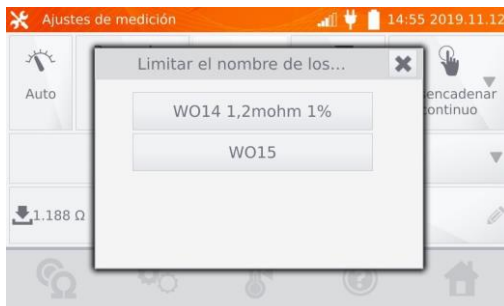 Ajustes de medición
14:55 2019.11.12
Limitar el nombre de los...
Auto
encadenar
continuo
WO14 1,2mohm 1%
WO15
1.188 Ω